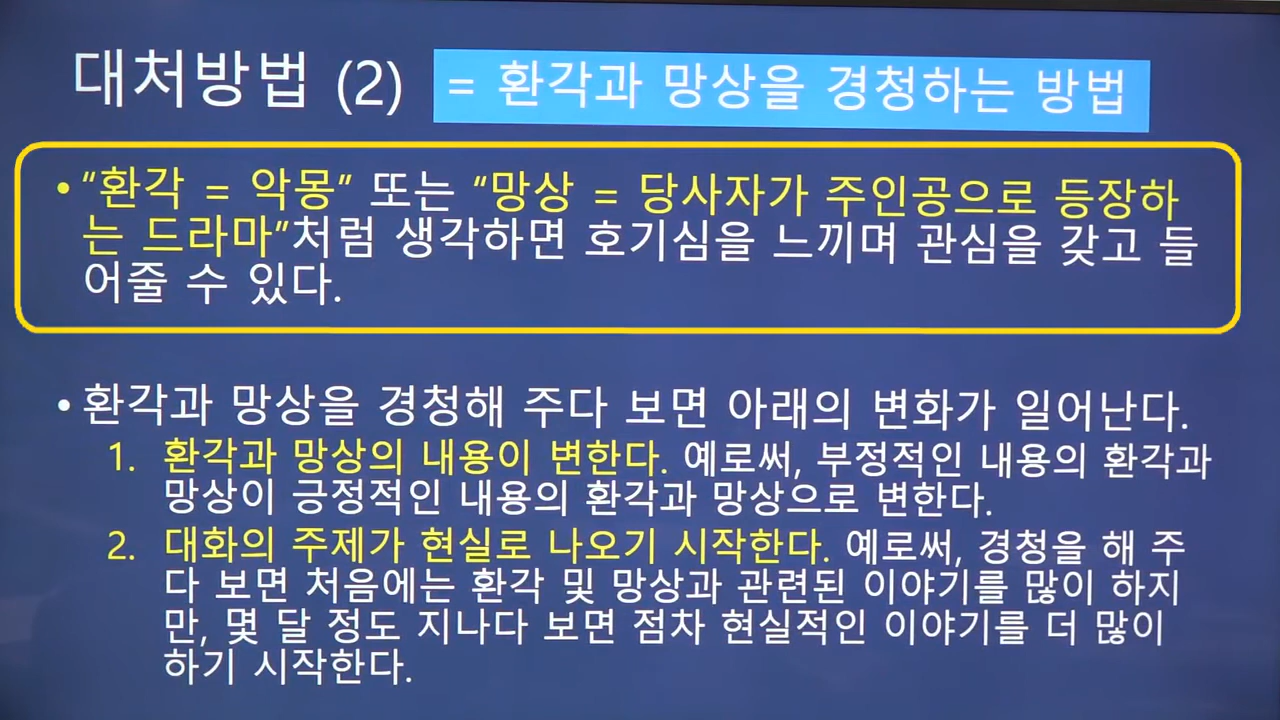 대처방법 (2) = 환각과 망상을 경청하는 방법
• “환각 = 악몽” 또는 “망상 = 당사자가 주인공으로 등장하
는 드라마”처럼 생각하면 호기심을 느끼며 관심을 갖고 들
어줄 수 있다.
• 환각과 망상을 경청해 주다 보면 아래의 변화가 일어난다.
1. 환각과 망상의 내용이 변한다. 예로써, 부정적인 내용의 환각과
망상이 긍정적인 내용의 환각과 망상으로 변한다.
2. 대화의 주제가 현실로 나오기 시작한다. 예로써, 경청을 해 주
다 보면 처음에는 환각 및 망상과 관련된 이야기를 많이 하지
만, 몇 달 정도 지나다 보면 점차 현실적인 이야기를 더 많이
하기 시작한다.